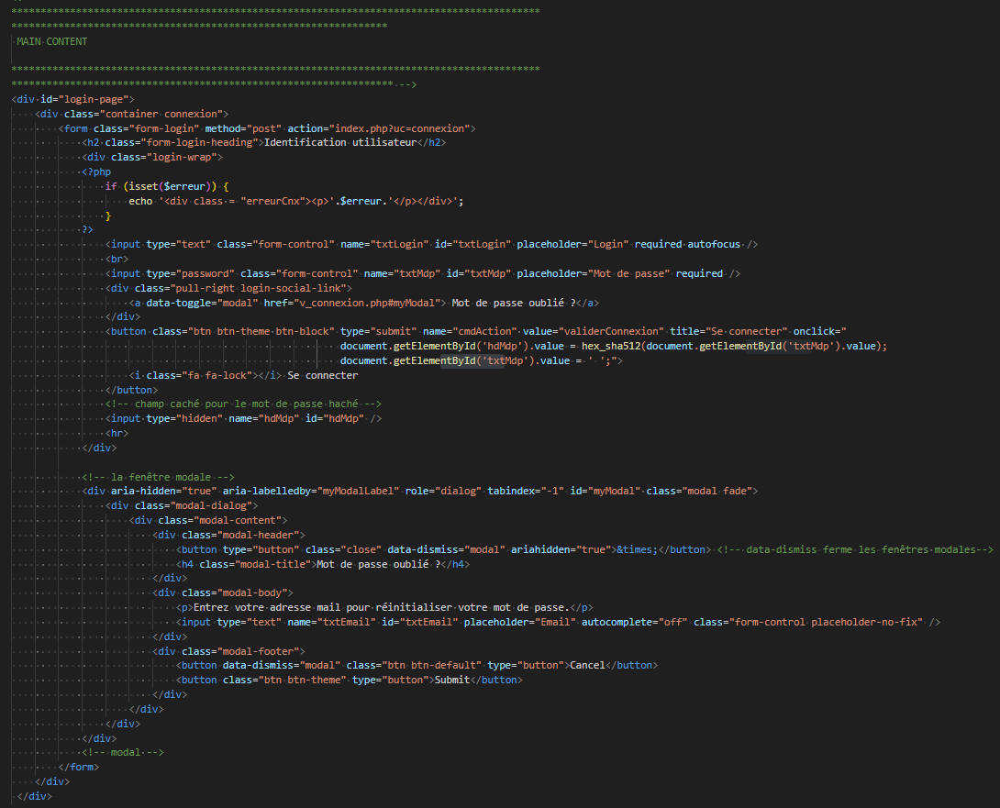 ******************************************************************************************
****************************************************************
MAIN CONTENT
******************************************************************************************
***************************************************************** -->
<div id="login-page">
<div class="container connexion">
<form class="form-login" method="post" action="index.php?uc=connexion">
<h2 class="form-login-heading">Identification utilisateur</h2>
<div class="login-wrap">
<?php
if (isset($erreur)) {
echo '<div class = "erreurCnx"><p>'.$erreur.'</p></div>';
}
?>
<input type="text" class="form-control" name="txtLogin" id="txtLogin" placeholder="Login" required autofocus />
<br>
<input type="password" class="form-control" name="txtMdp" id="txtMdp" placeholder="Mot de passe" required />
<div class="pull-right login-social-link">
<a data-toggle="modal" href="v_connexion.php#myModal"> Mot de passe oublié ?</a>
</div>
<button class="btn btn-theme btn-block" type="submit" name="cmdAction" value="validerConnexion" title="Se connecter" onclick="
document.getElementById('hdMdp').value = hex_sha512(document.getElementById('txtMdp').value);
document.getElementById('txtMdp').value = ' ';">
<i class="fa fa-lock"></i> Se connecter
</button>
<!-- champ caché pour le mot de passe haché -->
<input type="hidden" name="hdMdp" id="hdMdp" />
<hr>
</div>
<!-- la fenêtre modale -->
<div aria-hidden="true" aria-labelledby="myModalLabel" role="dialog" tabindex="-1" id="myModal" class="modal fade">
<div class="modal-dialog">
<div class="modal-content">
<div class="modal-header">
<button type="button" class="close" data-dismiss="modal" ariahidden="true">&times;</button> <!-- data-dismiss ferme les fenêtres modales-->
<h4 class="modal-title">Mot de passe oublié ?</h4>
</div>
<div class="modal-body">
<p>Entrez votre adresse mail pour réinitialiser votre mot de passe.</p>
<input type="text" name="txtEmail" id="txtEmail" placeholder="Email" autocomplete="off" class="form-control placeholder-no-fix" />
</div>
<div class="modal-footer">
<button data-dismiss="modal" class="btn btn-default" type="button">Cancel</button>
<button class="btn btn-theme" type="button">Submit</button>
</div>
</div>
</div>
</div>
<!-- modal -->
</form>
</div>
</div>